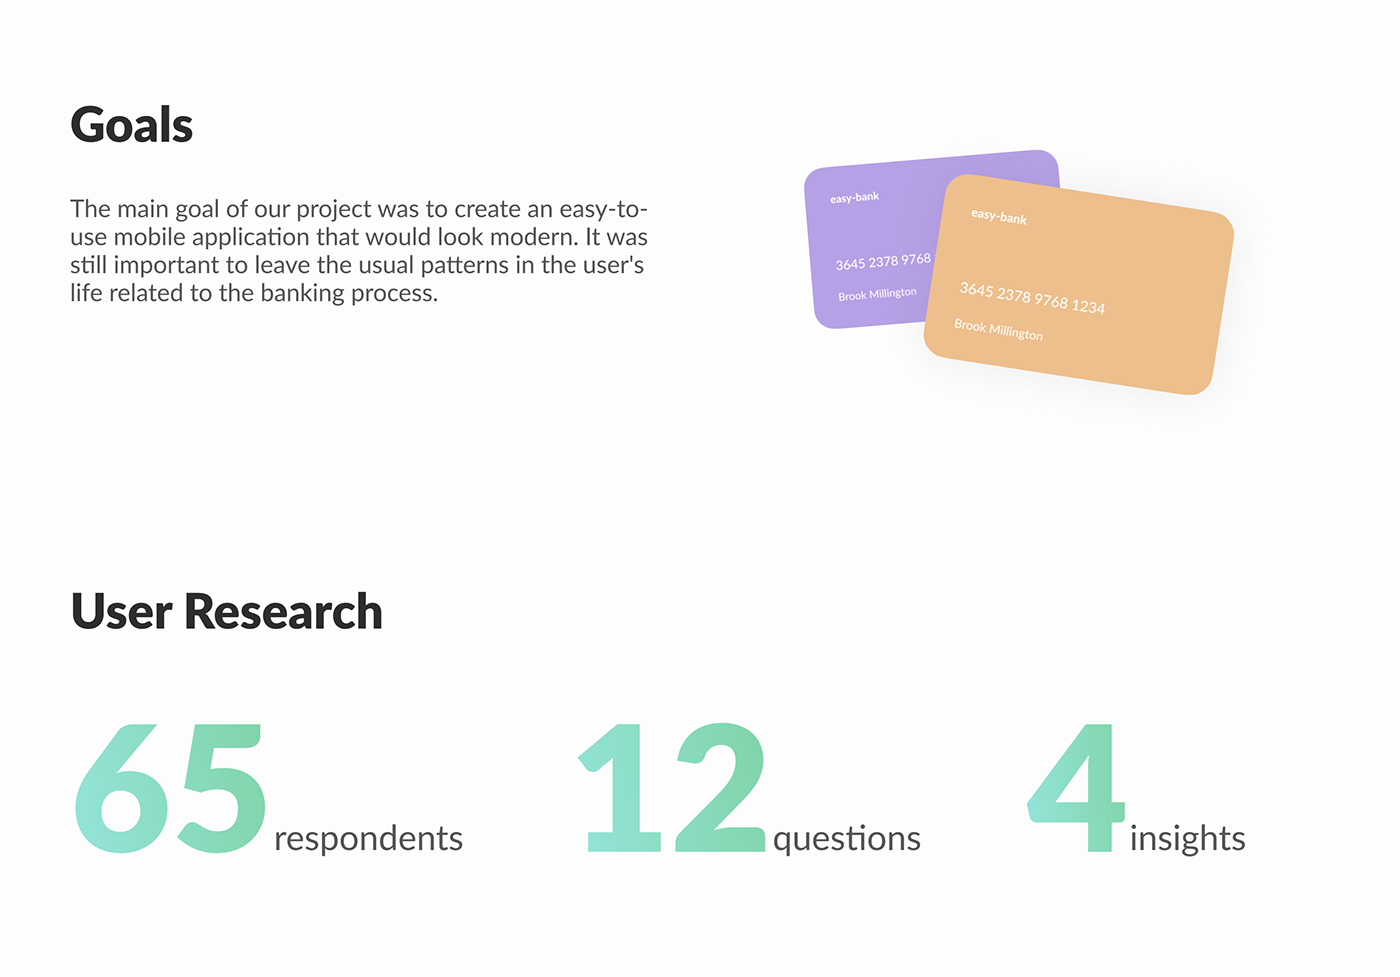 Goals
The main goal of our project was to create an easy-to-
use mobile application that would look modern. It was
still important to leave the usual patterns in the user's
life related to the banking process.
easy-bank
3645 2378 9768
Brook Millington
easy-bank
3645 2378 9768 1234
Brook Millington
User Research
65 respondents
12 questions
4 insights